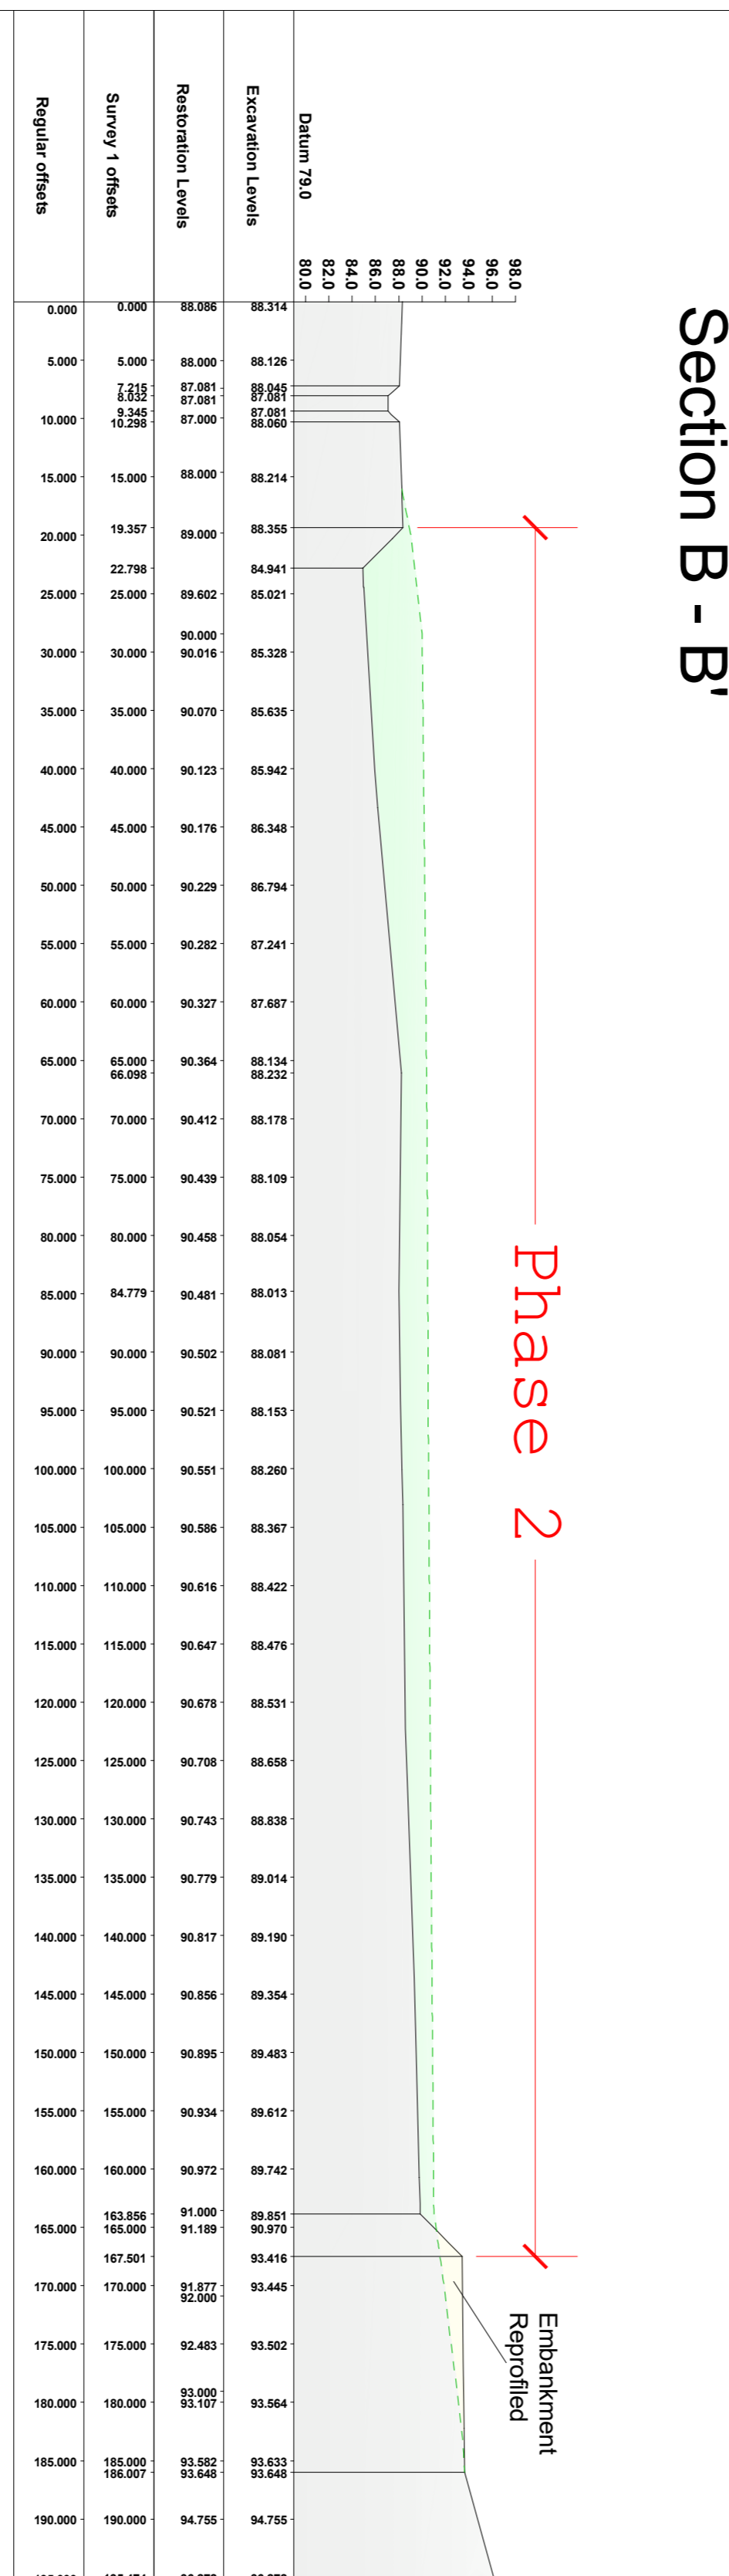 Section B - B'
Phase 2
Embankment
Reprofiled
98.0
96.0
94.0
92.0
90.0
88.0
86.0
84.0
82.0
80.0
Datum 79.0
Excavation Levels 88.314 88.126 88.045 87.081 87.081 88.060 88.214 88.355 84.941 85.021 85.328 85.635 85.942 86.348 86.794 87.241 87.687 88.134 88.232 88.178 88.109 88.054 88.013 88.081 88.153 88.260 88.367 88.422 88.476 88.531 88.658 88.838 89.014 89.190 89.354 89.483 89.612 89.742 89.851 90.970 93.416 93.445 93.502 93.564 93.633 93.648 94.755
Restoration Levels 88.086 88.000 87.081 87.081 87.000 88.000 89.000 89.602 90.000 90.016 90.070 90.123 90.176 90.229 90.282 90.327 90.364 90.412 90.439 90.458 90.481 90.502 90.521 90.551 90.586 90.616 90.647 90.678 90.708 90.743 90.779 90.817 90.856 90.895 90.934 90.972 91.000 91.189 91.877 92.000 92.483 93.000 93.107 93.582 93.648 94.755
Survey 1 offsets 0.000 5.000 7.215 8.032 9.345 10.298 15.000 19.357 22.798 25.000 30.000 35.000 40.000 45.000 50.000 55.000 60.000 65.000 66.098 70.000 75.000 80.000 84.779 90.000 95.000 100.000 105.000 110.000 115.000 120.000 125.000 130.000 135.000 140.000 145.000 150.000 155.000 160.000 163.856 165.000 167.501 170.000 175.000 180.000 185.000 186.007 190.000
Regular offsets 0.000 5.000 10.000 15.000 20.000 25.000 30.000 35.000 40.000 45.000 50.000 55.000 60.000 65.000 70.000 75.000 80.000 85.000 90.000 95.000 100.000 105.000 110.000 115.000 120.000 125.000 130.000 135.000 140.000 145.000 150.000 155.000 160.000 165.000 170.000 175.000 180.000 185.000 190.000